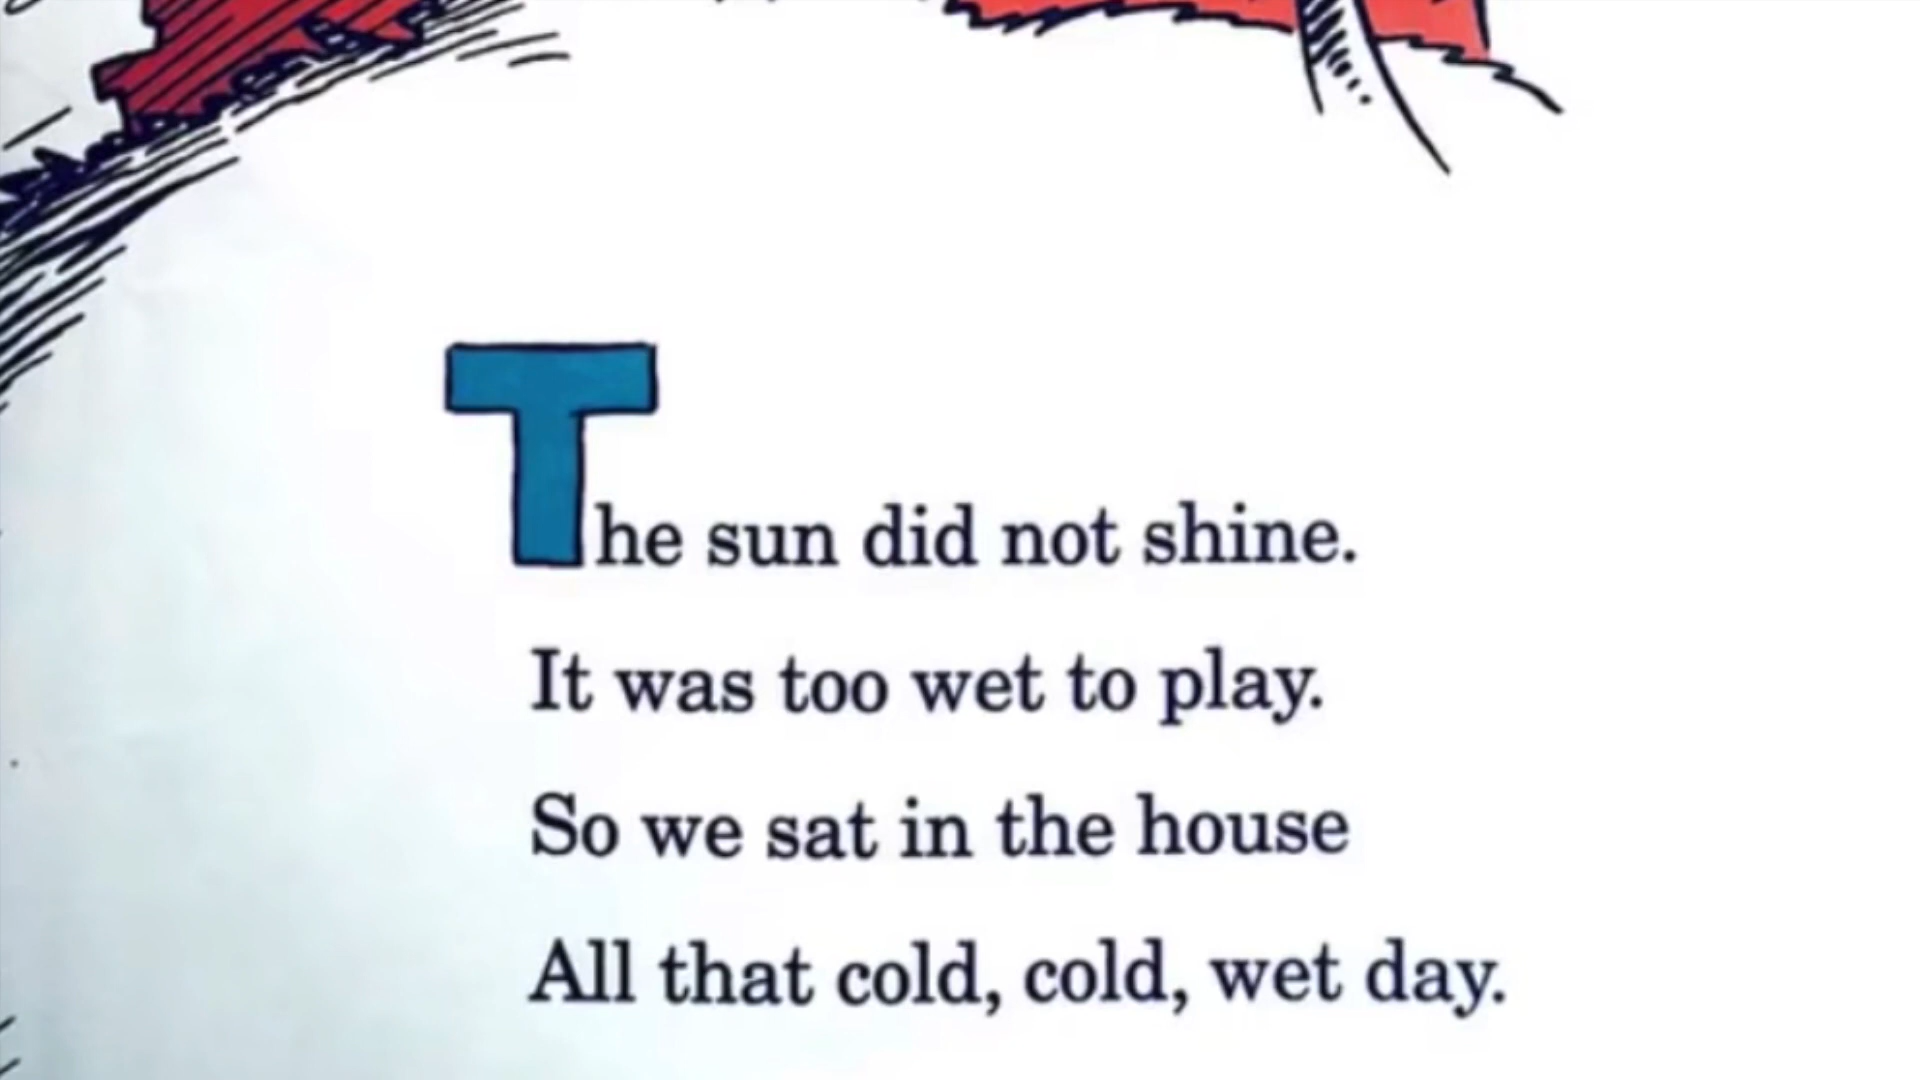 The sun did not shine.
It was too wet to play.
So we sat in the house
All that cold, cold, wet day.